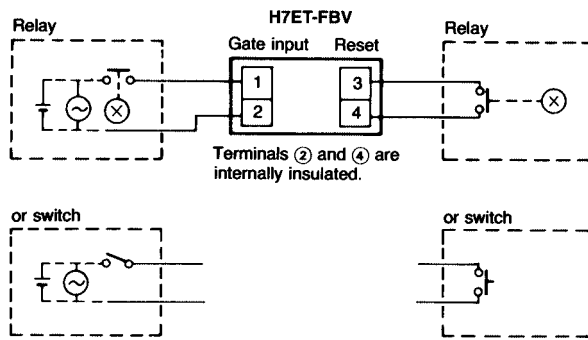 H7ET-FBV
Relay
Gate input
Reset
Relay
1
3
2
4
Terminals ② and ④ are
internally insulated.
or switch
or switch